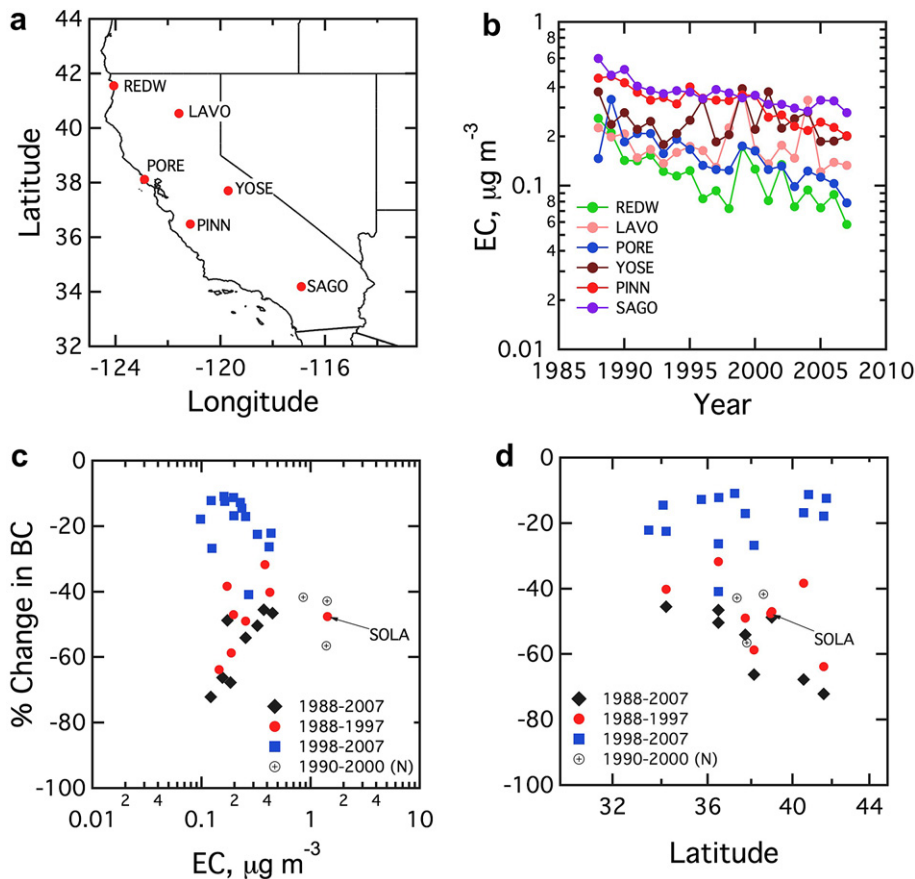 a
44
42
40
38
36
34
32
Latitude
REDW
LAVO
PORE
YOSE
PINN
SAGO
-124
-120
-116
Longitude
b
1
8
6
4
2
0.1
8
6
4
2
0.01
EC, μg m-3
REDW
LAVO
PORE
YOSE
PINN
SAGO
1985
1990
1995
2000
2005
2010
Year
c
0
-20
-40
-60
-80
-100
% Change in BC
SOLA
1988-2007
1988-1997
1998-2007
1990-2000 (N)
0.01
2
4
0.1
2
4
1
2
4
10
EC, μg m-3
d
0
-20
-40
-60
-80
-100
SOLA
1988-2007
1988-1997
1998-2007
1990-2000 (N)
32
36
40
44
Latitude